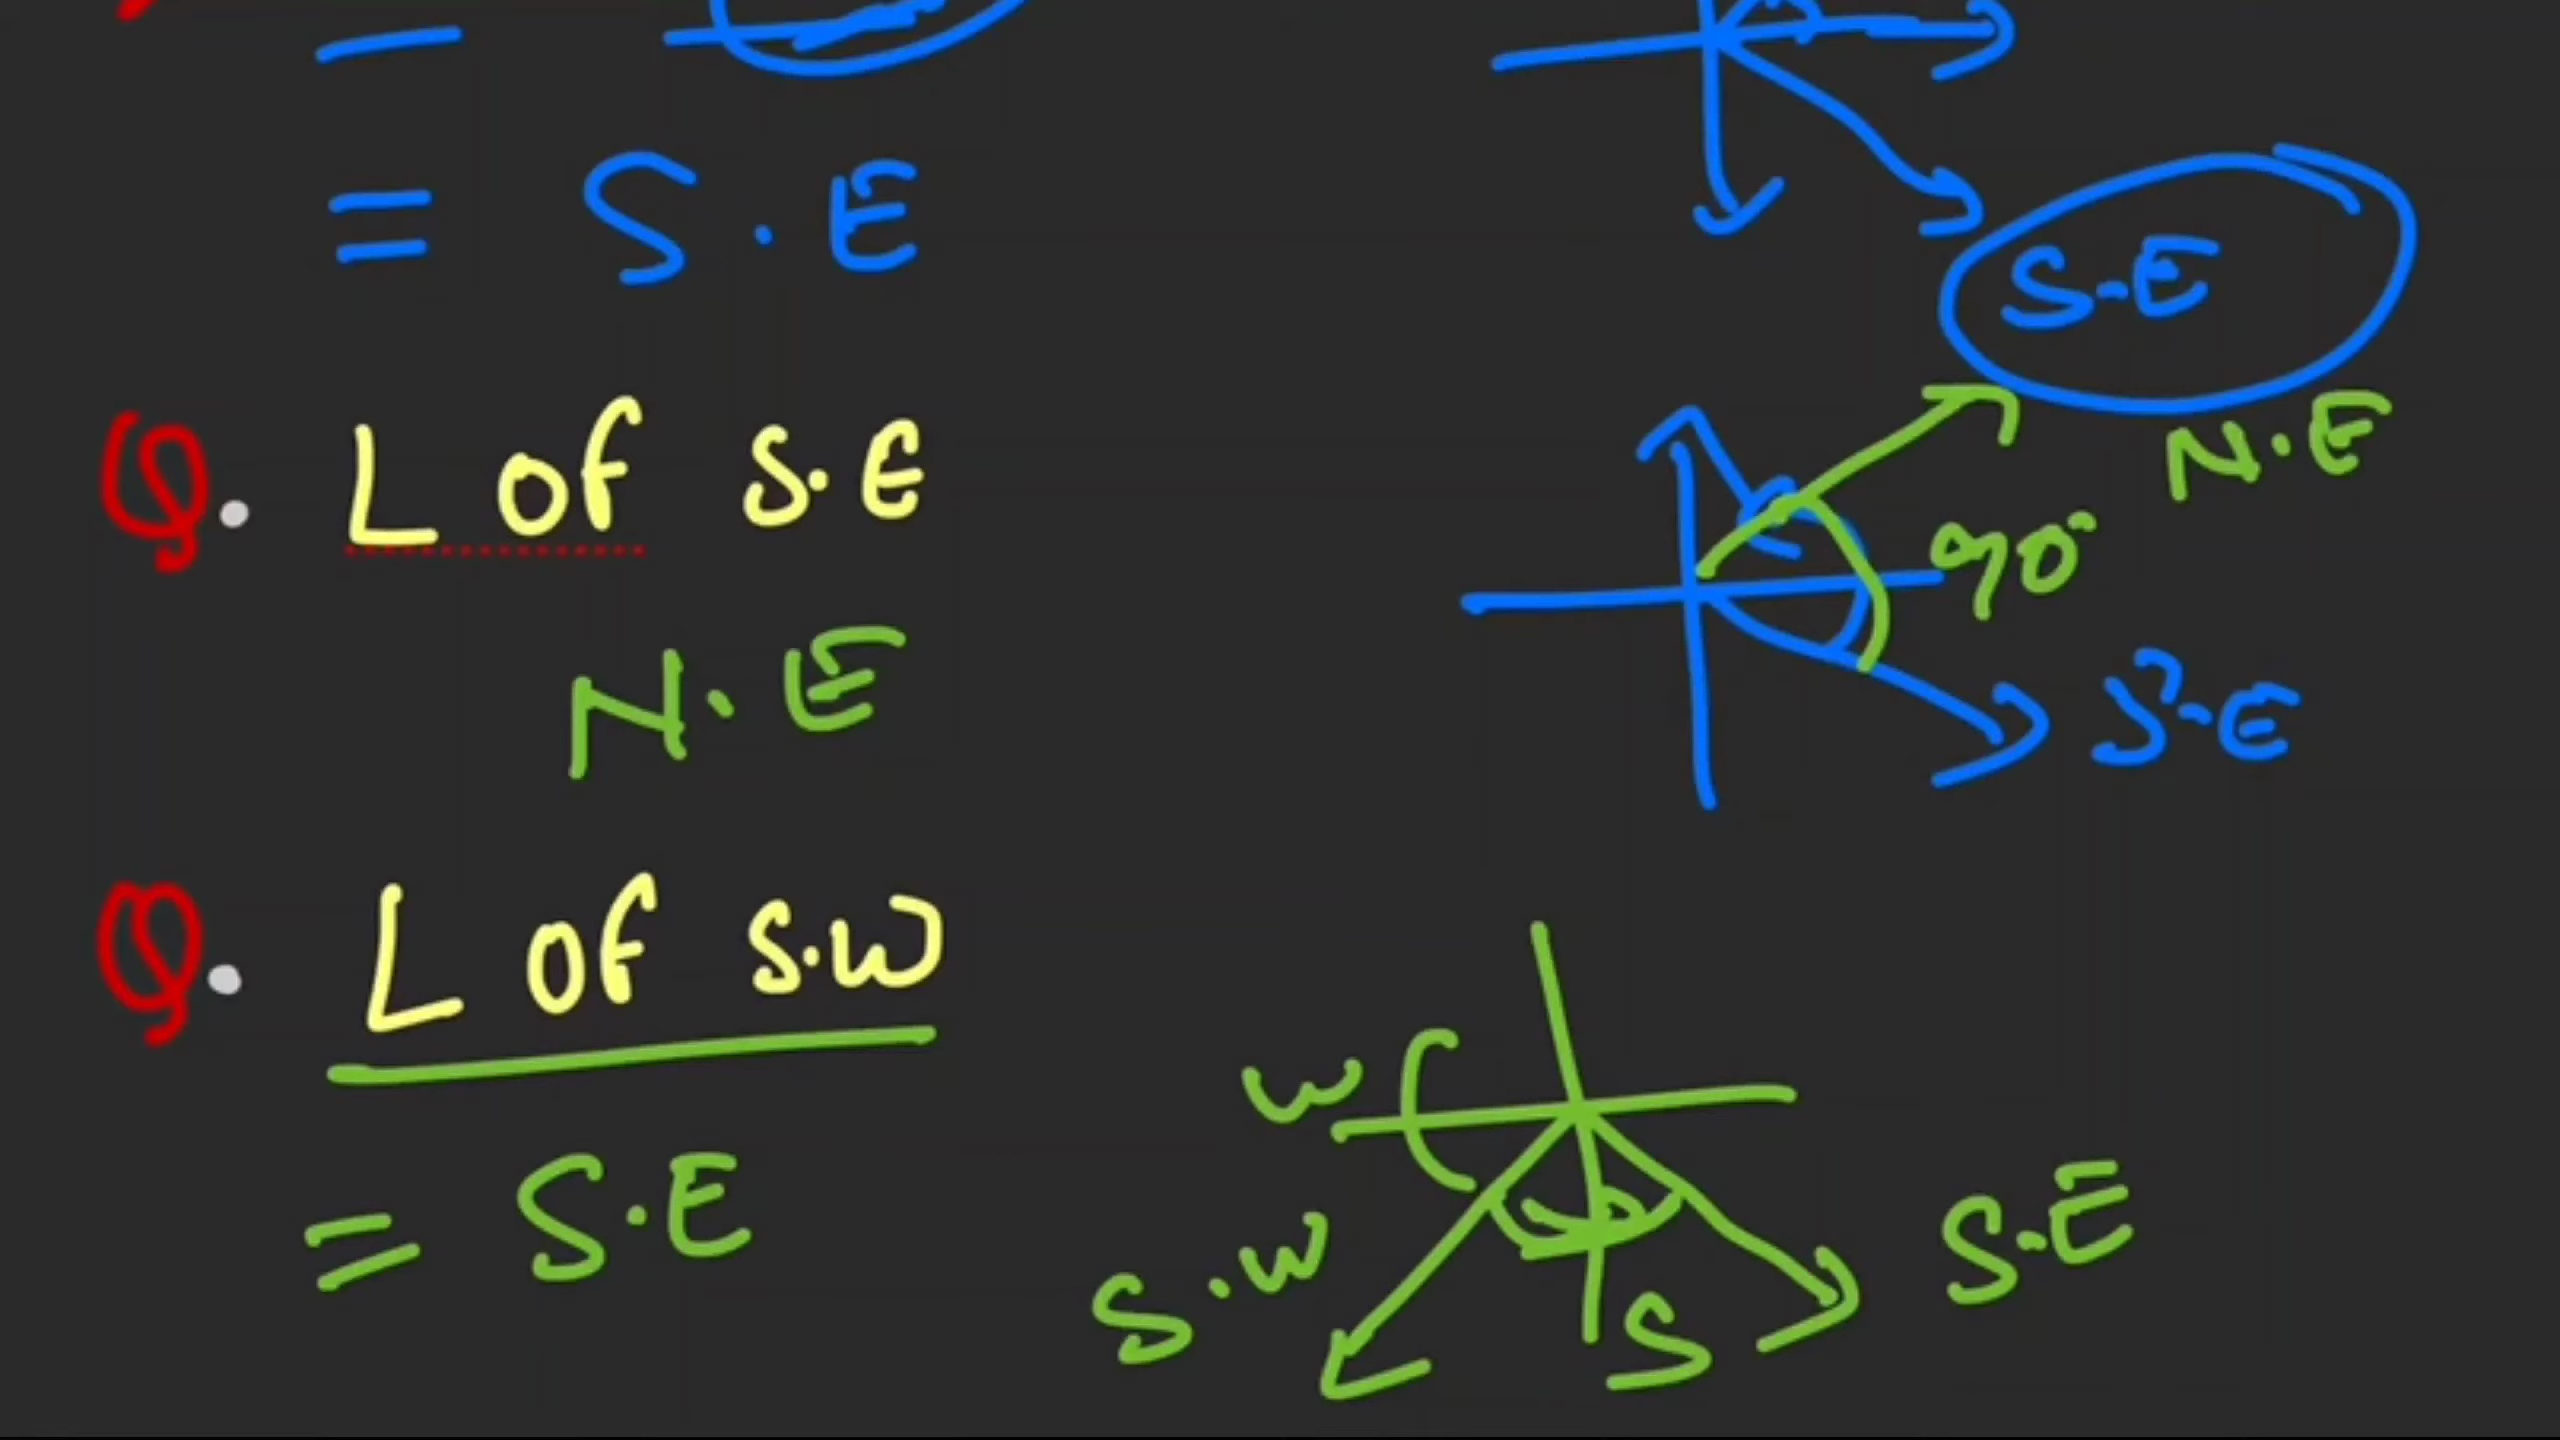 = S.E
S-E
Q. L of S.E
N.E
90°
N.E
S-E
Q. L of S.W
= S.E
W
S.W
S
S-E